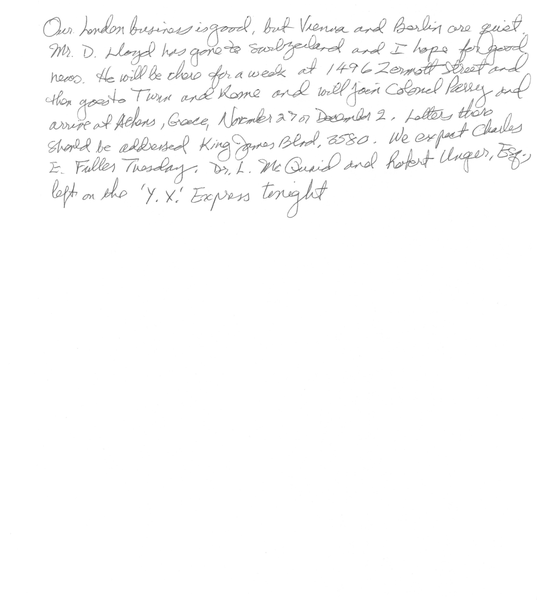 Our London business is good, but Vienna and Berlin are quiet.
Mr. D. Lloyd has gone to Switzerland and I hope for good
news. He will be there for a week at 1496 Zermott Street and
then goes to Turin and Rome and will join Colonel Perry and
arrive at Athens, Greece, November 27 or December 2. Letters there
should be addressed King James Blvd, 3580. We expect Charles
E. Fuller Tuesday. Dr. L. McQuaid and Robert Unger, Esq.,
left on the 'Y.X.' Express tonight